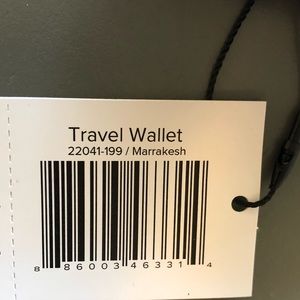 Travel Wallet
22041-199 / Marrakesh
8 86003 46331 4